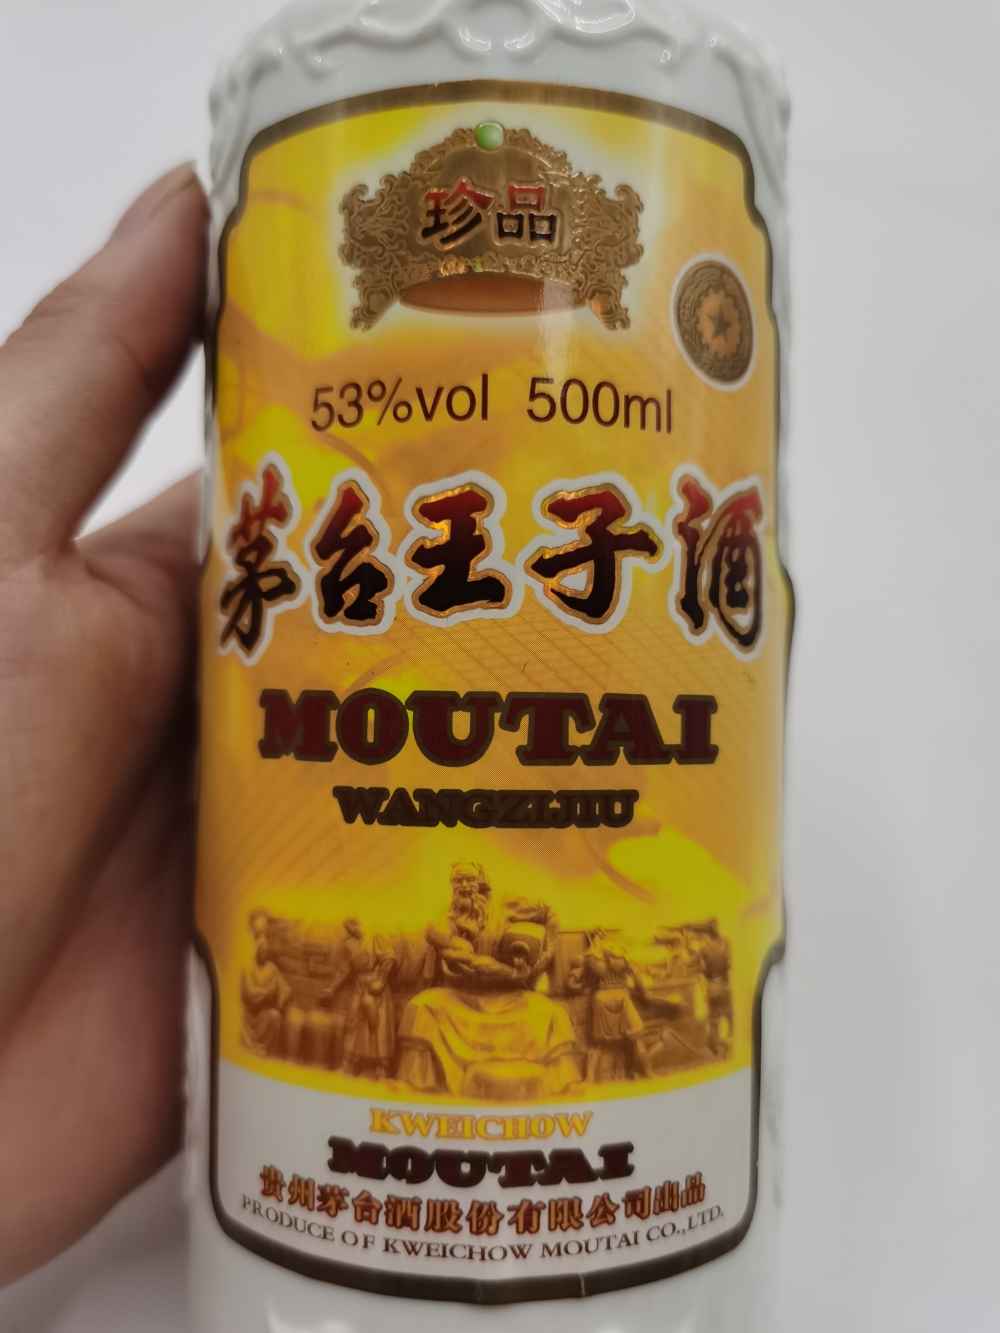 珍品
53%vol 500ml
茅台王子酒
MOUTAI
WANGZIJIU
KWEICHOW
MOUTAI
贵州茅台酒股份有限公司出品
PRODUCE OF KWEICHOW MOUTAI CO.,LTD.